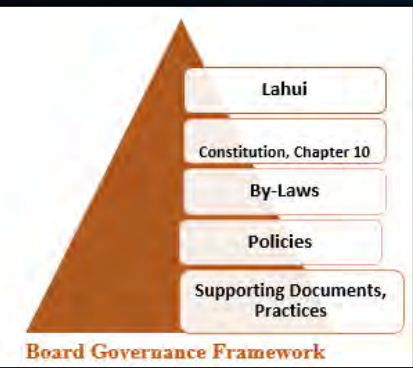 Lahui
Constitution, Chapter 10
By-Laws
Policies
Supporting Documents,
Practices
Board Governance Framework